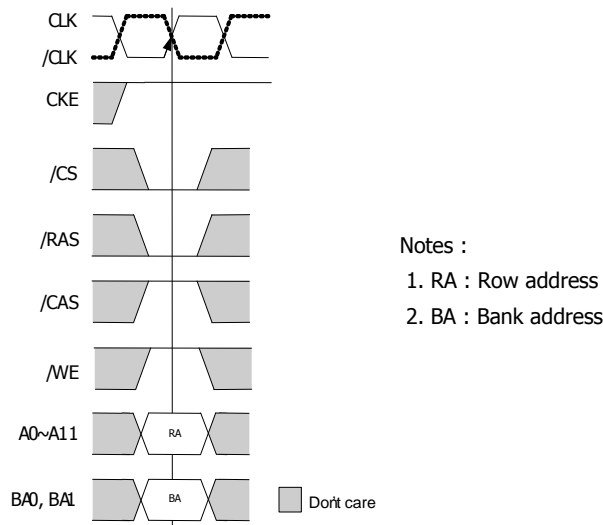 CLK
/CLK
CKE
/CS
/RAS
/CAS
/WE
A0~A11
RA
BA0, BA1
BA
Don't care
Notes :
1. RA : Row address
2. BA : Bank address